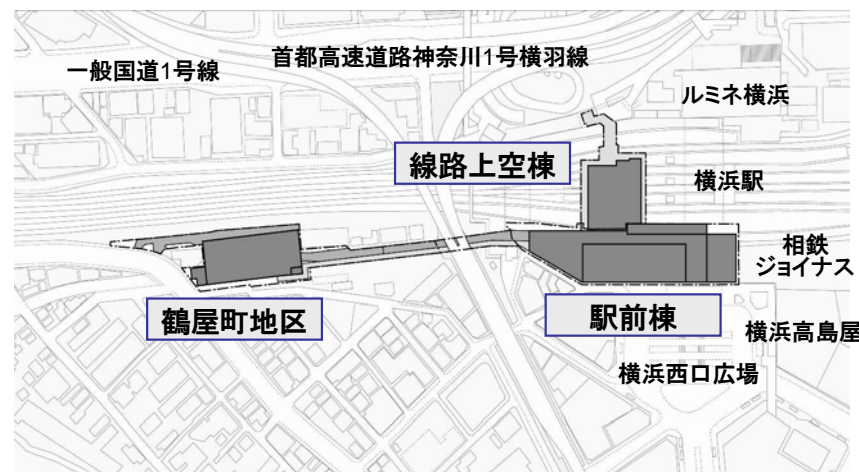 一般国道1号線
首都高速道路神奈川1号横羽線
ルミネ横浜
線路上空棟
横浜駅
相鉄
ジョイナス
鶴屋町地区
駅前棟
横浜高島屋
横浜西口広場